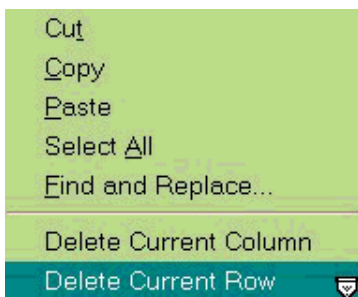 Cut
Copy
Paste
Select All
Find and Replace...
Delete Current Column
Delete Current Row